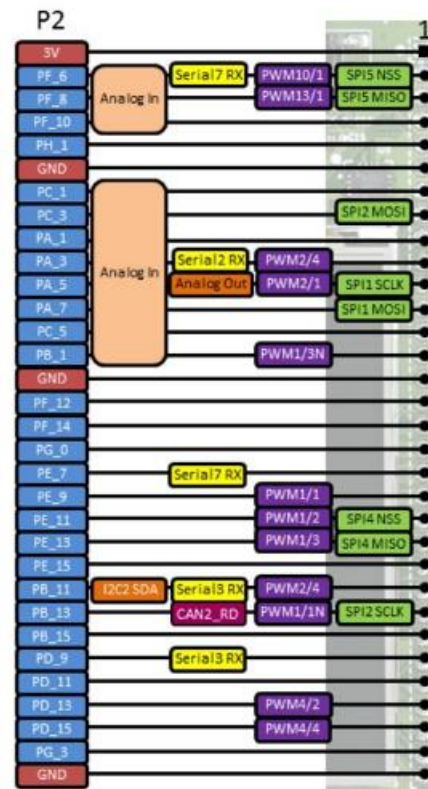 P2
1
3V
PF_6 Serial7 RX PWM10/1 SPI5 NSS
PF_8 Analog In PWM13/1 SPI5 MISO
PF_10
PH_1
GND
PC_1
PC_3 SPI2 MOSI
PA_1
PA_3 Analog In Serial2 RX PWM2/4
PA_5 Analog Out PWM2/1 SPI1 SCLK
PA_7 SPI1 MOSI
PC_5
PB_1 PWM1/3N
GND
PF_12
PF_14
PG_0
PE_7 Serial7 RX
PE_9 PWM1/1
PE_11 PWM1/2 SPI4 NSS
PE_13 PWM1/3 SPI4 MISO
PE_15
PB_11 I2C2 SDA Serial3 RX PWM2/4
PB_13 CAN2_RD PWM1/1N SPI2 SCLK
PB_15
PD_9 Serial3 RX
PD_11
PD_13 PWM4/2
PD_15 PWM4/4
PG_3
GND